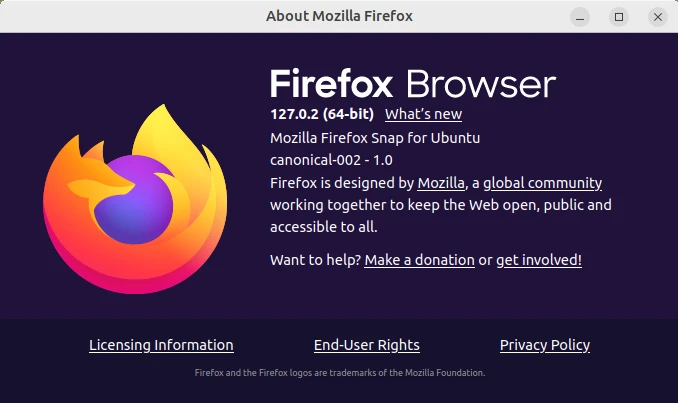 About Mozilla Firefox
Firefox Browser
127.0.2 (64-bit) What's new
Mozilla Firefox Snap for Ubuntu
canonical-002 - 1.0
Firefox is designed by Mozilla, a global community
working together to keep the Web open, public and
accessible to all.
Want to help? Make a donation or get involved!
Licensing Information End-User Rights Privacy Policy
Firefox and the Firefox logos are trademarks of the Mozilla Foundation.